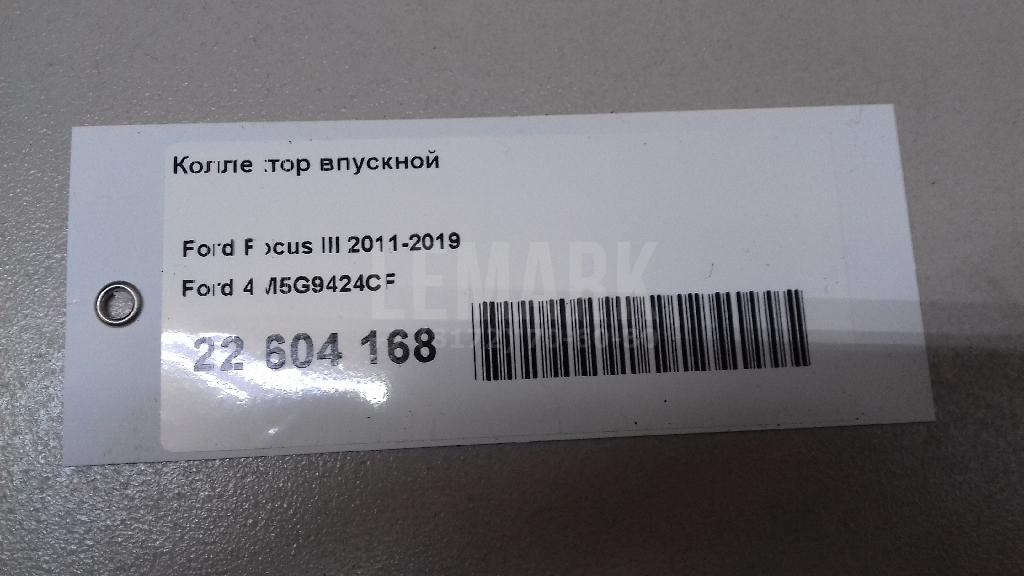 Коллектор впускной
Ford Focus III 2011-2019
Ford 4M5G9424CF
LEMARK
22 604 168